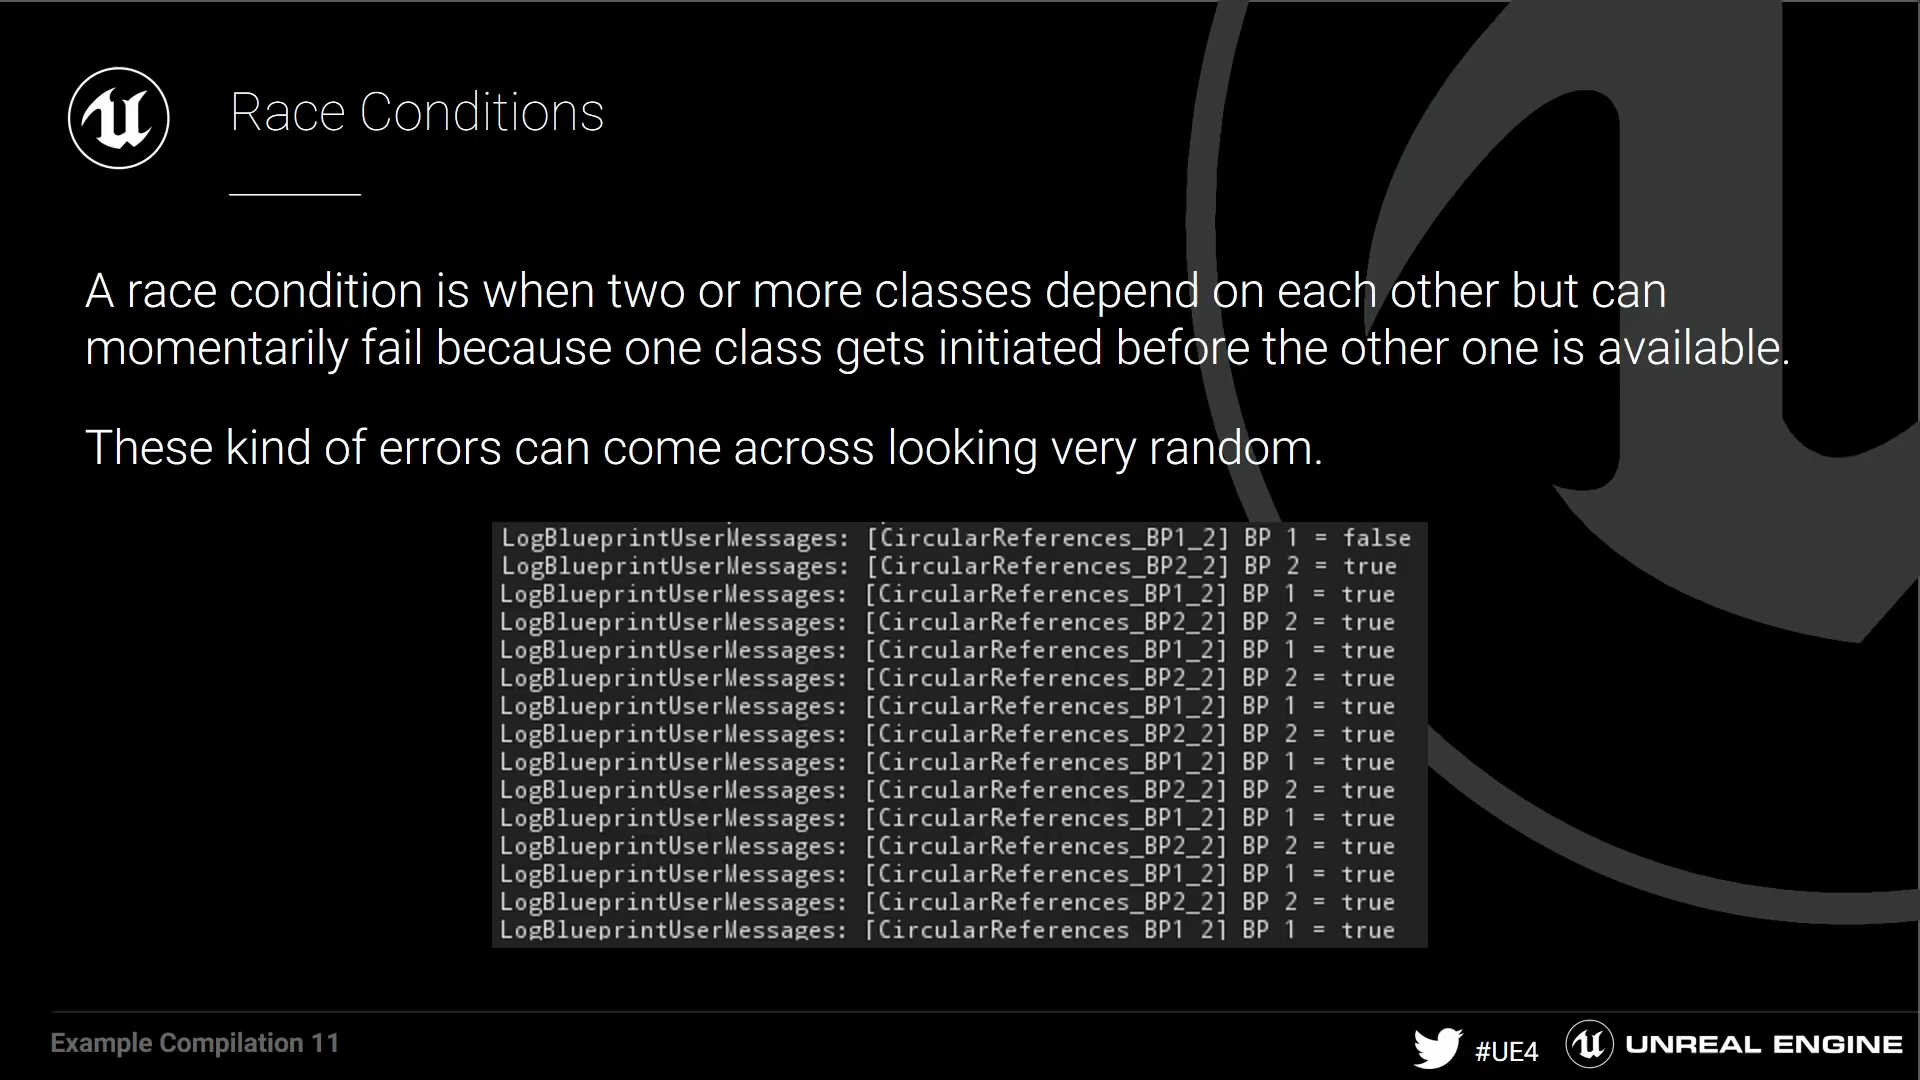 Race Conditions
A race condition is when two or more classes depend on each other but can
momentarily fail because one class gets initiated before the other one is available.
These kind of errors can come across looking very random.
LogBlueprintUserMessages: [CircularReferences_BP1_2] BP 1 = false
LogBlueprintUserMessages: [CircularReferences_BP2_2] BP 2 = true
LogBlueprintUserMessages: [CircularReferences_BP1_2] BP 1 = true
LogBlueprintUserMessages: [CircularReferences_BP2_2] BP 2 = true
LogBlueprintUserMessages: [CircularReferences_BP1_2] BP 1 = true
LogBlueprintUserMessages: [CircularReferences_BP2_2] BP 2 = true
LogBlueprintUserMessages: [CircularReferences_BP1_2] BP 1 = true
LogBlueprintUserMessages: [CircularReferences_BP2_2] BP 2 = true
LogBlueprintUserMessages: [CircularReferences_BP1_2] BP 1 = true
LogBlueprintUserMessages: [CircularReferences_BP2_2] BP 2 = true
LogBlueprintUserMessages: [CircularReferences_BP1_2] BP 1 = true
LogBlueprintUserMessages: [CircularReferences_BP2_2] BP 2 = true
LogBlueprintUserMessages: [CircularReferences_BP1_2] BP 1 = true
LogBlueprintUserMessages: [CircularReferences_BP2_2] BP 2 = true
LogBlueprintUserMessages: [CircularReferences BP1 2] BP 1 = true
Example Compilation 11
#UE4
UNREAL ENGINE